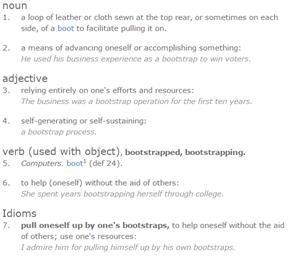 noun
1. a loop of leather or cloth sewn at the top rear, or sometimes on each
side, of a boot to facilitate pulling it on.
2. a means of advancing oneself or accomplishing something:
He used his business experience as a bootstrap to win voters.
adjective
3. relying entirely on one's efforts and resources:
The business was a bootstrap operation for the first ten years.
4. self-generating or self-sustaining:
a bootstrap process.
verb (used with object), bootstrapped, bootstrapping.
5. Computers. boot¹ (def 24).
6. to help (oneself) without the aid of others:
She spent years bootstrapping herself through college.
Idioms
7. pull oneself up by one's bootstraps, to help oneself without the aid
of others; use one's resources:
I admire him for pulling himself up by his own bootstraps.